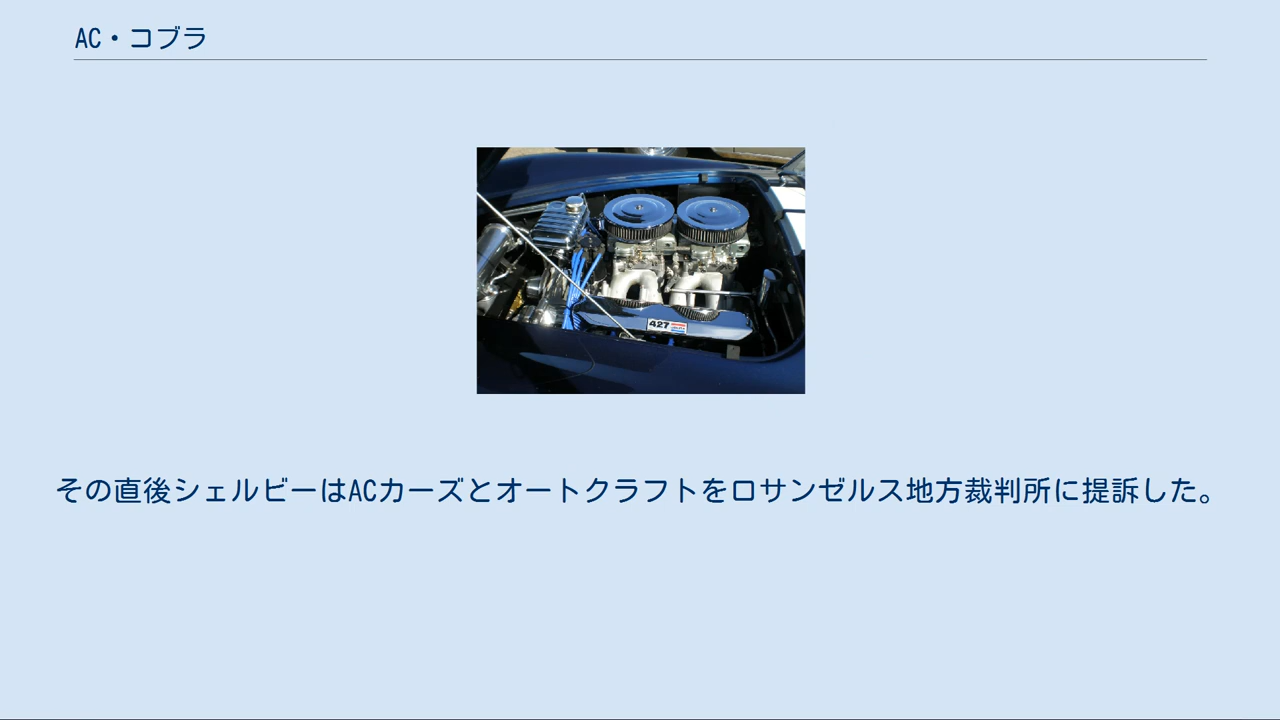 AC・コブラ
427
その直後シェルビーはACカーズとオートクラフトをロサンゼルス地方裁判所に提訴した。